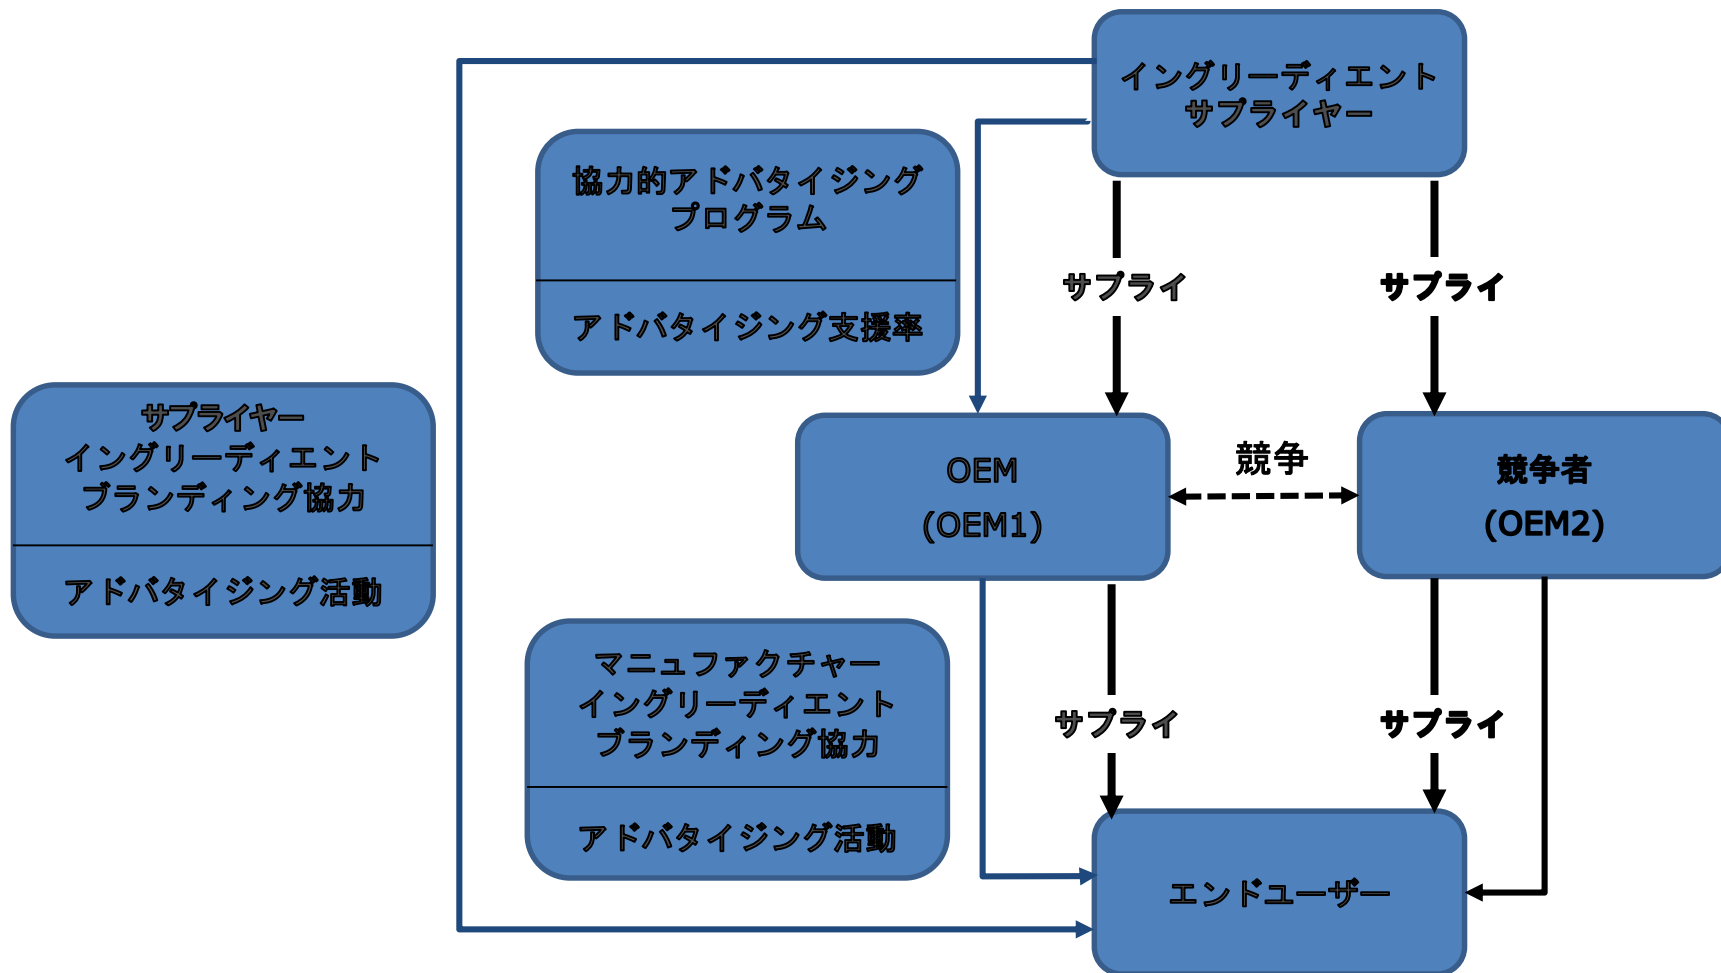 イングリーディエント
サプライヤー
協力的アドバタイジング
プログラム
アドバタイジング支援率
サプライ
サプライ
サプライヤー
イングリーディエント
ブランディング協力
アドバタイジング活動
OEM
(OEM1)
競争
競争者
(OEM2)
マニュファクチャー
イングリーディエント
ブランディング協力
アドバタイジング活動
サプライ
サプライ
エンドユーザー